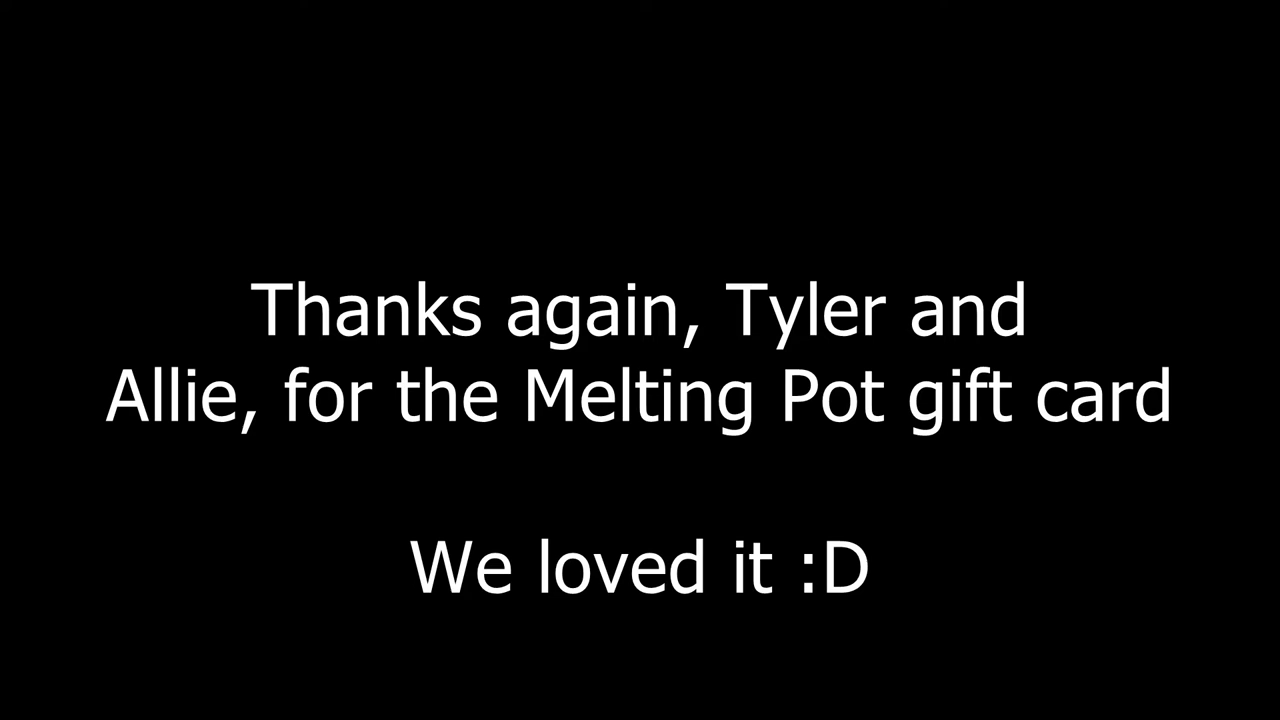 Thanks again, Tyler and
Allie, for the Melting Pot gift card
We loved it :D